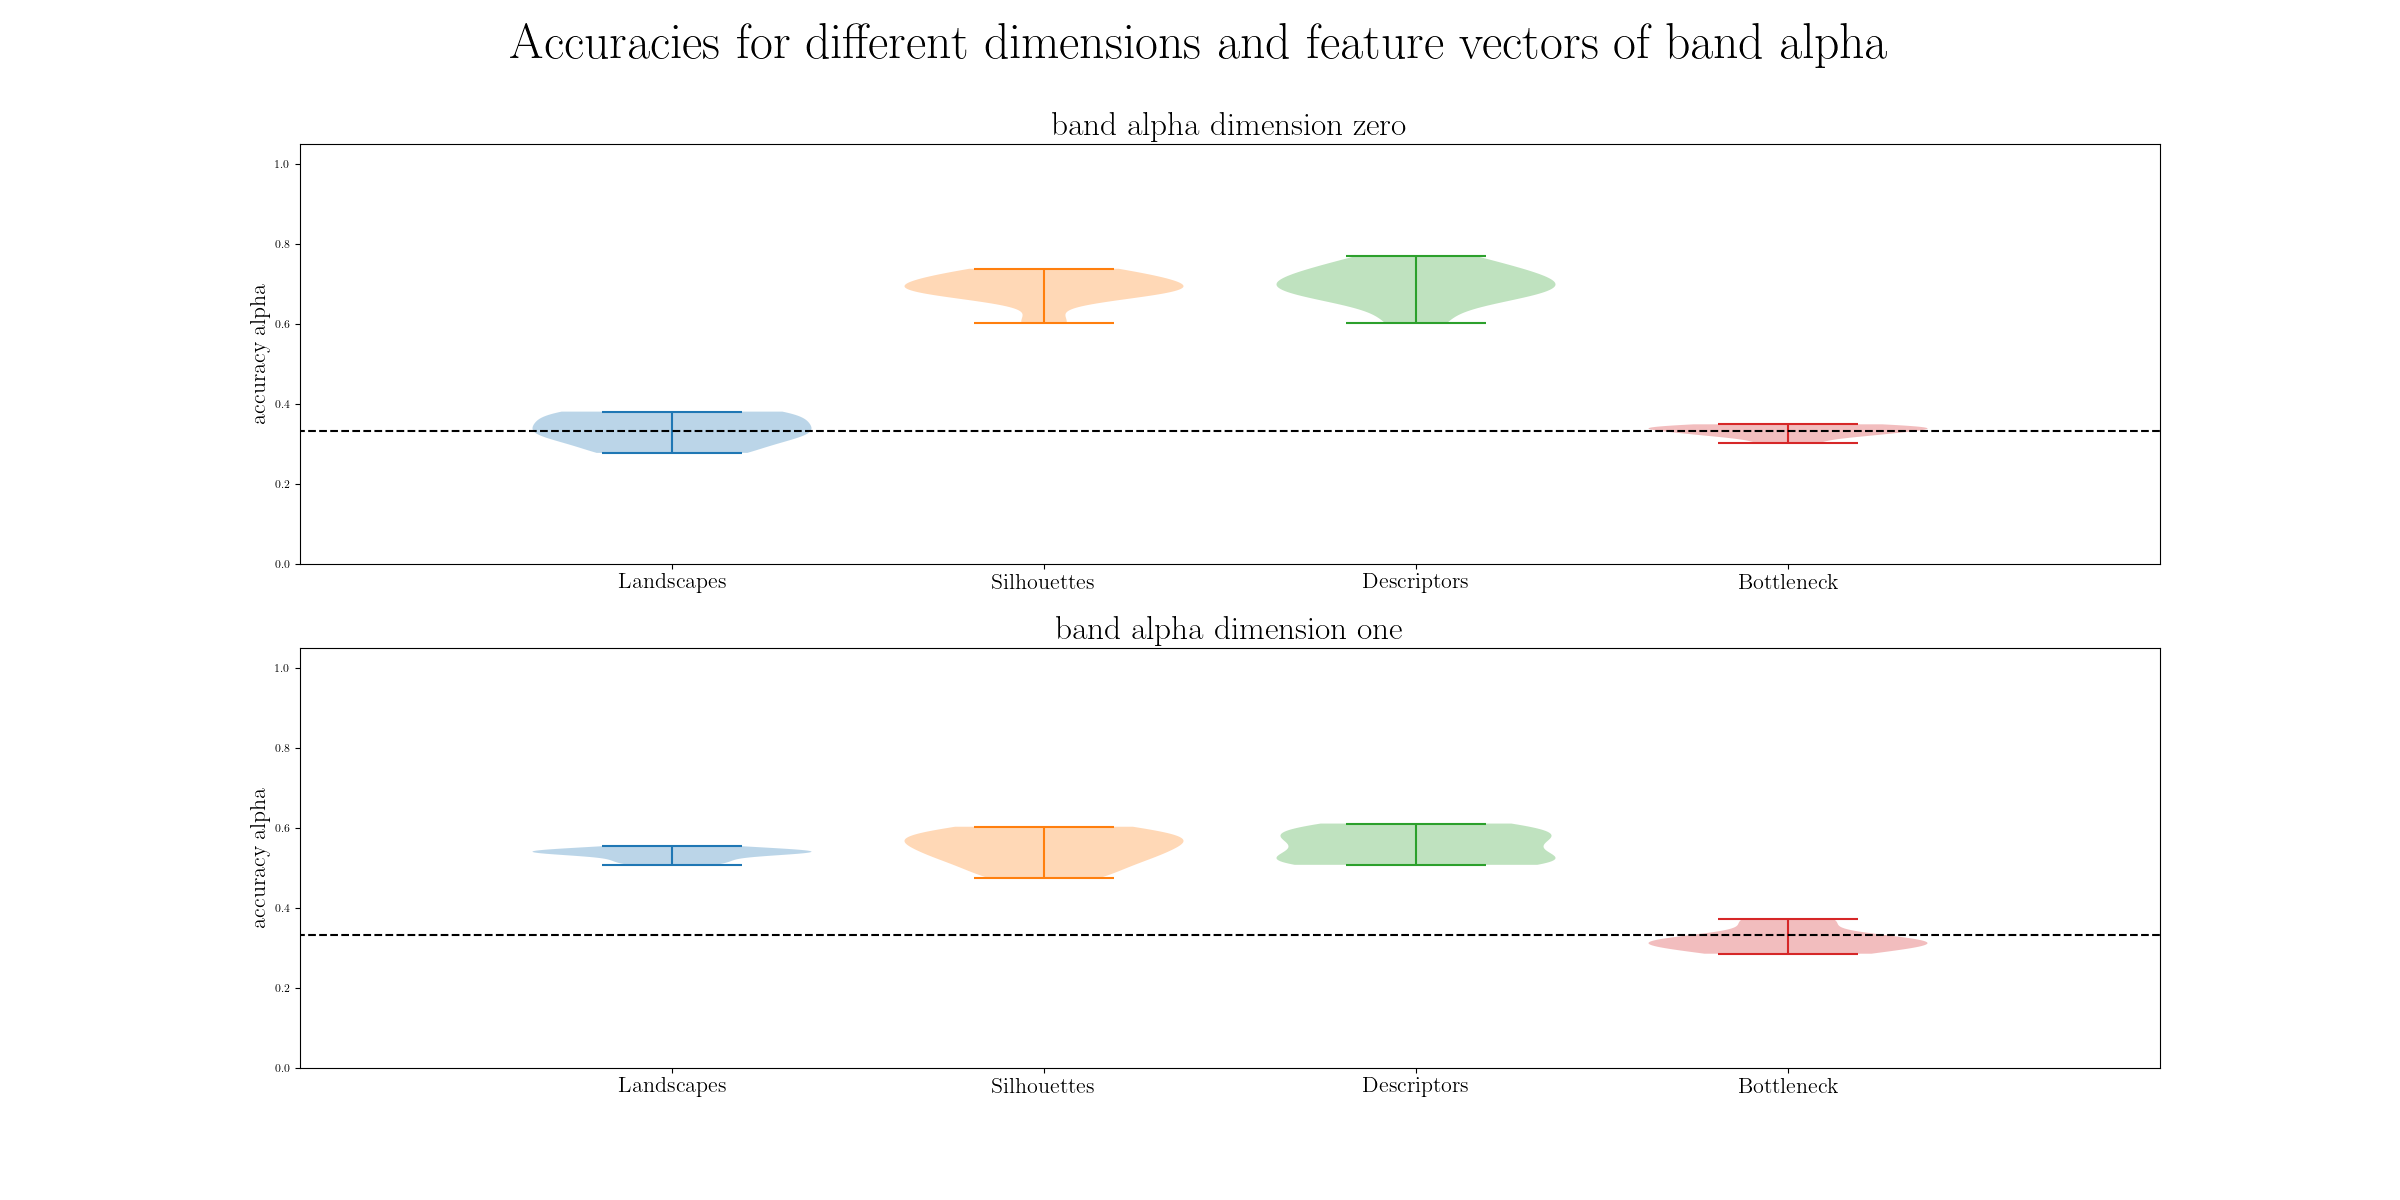 Accuracies for different dimensions and feature vectors of band alpha
band alpha dimension zero
accuracy alpha
1.0
0.8
0.6
0.4
0.2
0.0
Landscapes Silhouettes Descriptors Bottleneck
band alpha dimension one
accuracy alpha
1.0
0.8
0.6
0.4
0.2
0.0
Landscapes Silhouettes Descriptors Bottleneck